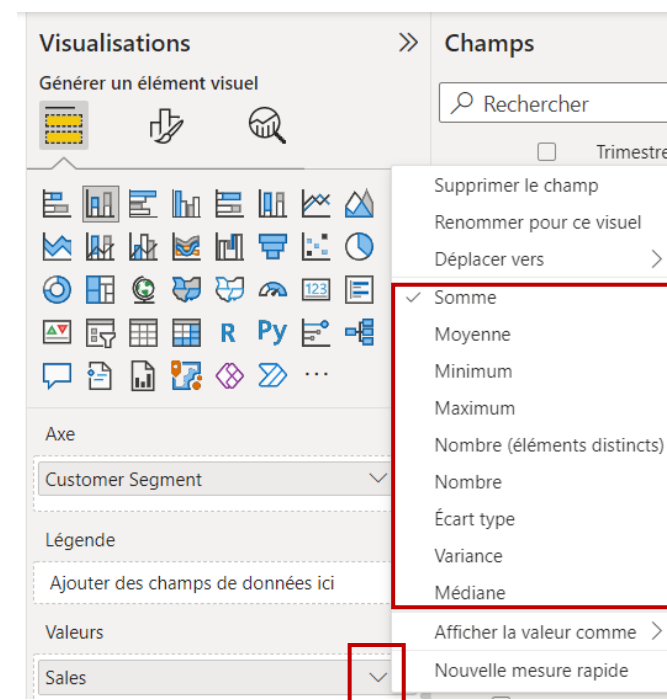 Visualisations
Champs
Générer un élément visuel
Rechercher
Trimestre
Supprimer le champ
Renommer pour ce visuel
Déplacer vers
Somme
Moyenne
Minimum
Maximum
Nombre (éléments distincts)
Nombre
Écart type
Variance
Médiane
Afficher la valeur comme
Nouvelle mesure rapide
123
R
Py
Axe
Customer Segment
Légende
Ajouter des champs de données ici
Valeurs
Sales